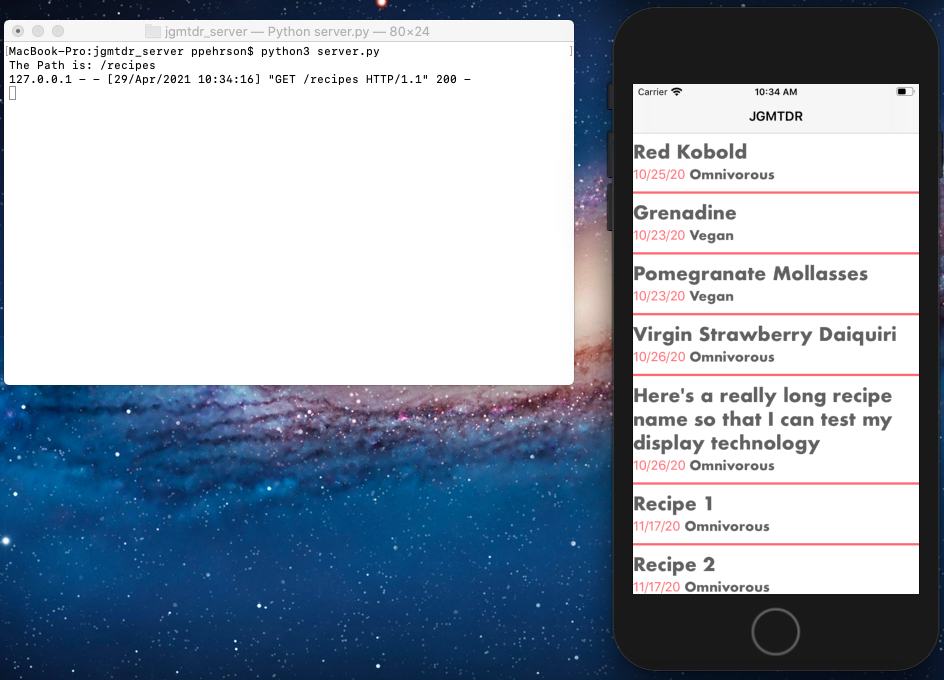 jgmtdr_server — Python server.py — 80×24
MacBook-Pro:jgmtdr_server ppehrson$ python3 server.py
The Path is: /recipes
127.0.0.1 - - [29/Apr/2021 10:34:16] "GET /recipes HTTP/1.1" 200 -
Carrier 10:34 AM
JGMTDR
Red Kobold
10/25/20 Omnivorous
Grenadine
10/23/20 Vegan
Pomegranate Mollasses
10/23/20 Vegan
Virgin Strawberry Daiquiri
10/26/20 Omnivorous
Here's a really long recipe
name so that I can test my
display technology
10/26/20 Omnivorous
Recipe 1
11/17/20 Omnivorous
Recipe 2
11/17/20 Omnivorous